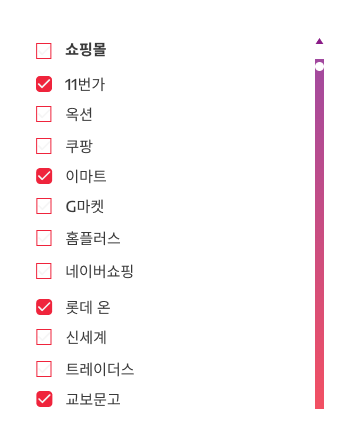 쇼핑몰
11번가
옥션
쿠팡
이마트
G마켓
홈플러스
네이버쇼핑
롯데 온
신세계
트레이더스
교보문고